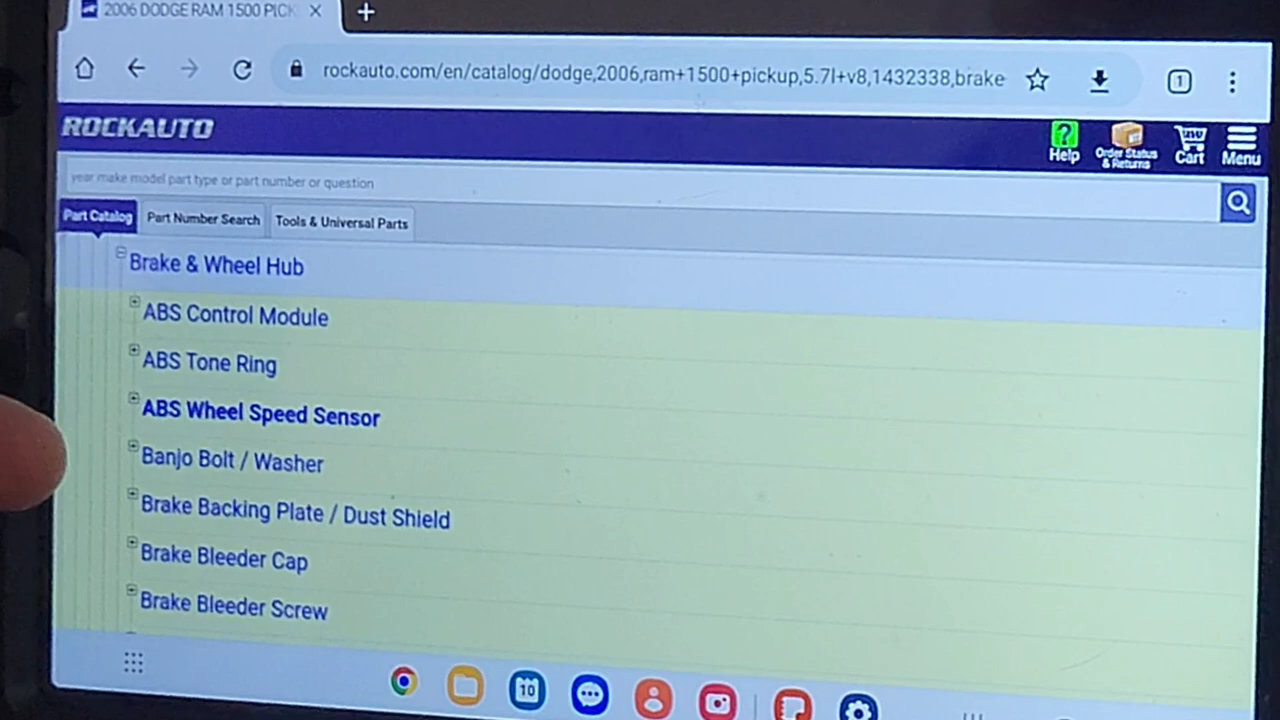 2006 DODGE RAM 1500 PICK
rockauto.com/en/catalog/dodge,2006,ram+1500+pickup,5.7l+v8,1432338,brake
1
ROCKAUTO
Help
Order Status & Returns
Cart
Menu
year make model part type or part number or question
Part Catalog
Part Number Search
Tools & Universal Parts
Brake & Wheel Hub
ABS Control Module
ABS Tone Ring
ABS Wheel Speed Sensor
Banjo Bolt / Washer
Brake Backing Plate / Dust Shield
Brake Bleeder Cap
Brake Bleeder Screw
10